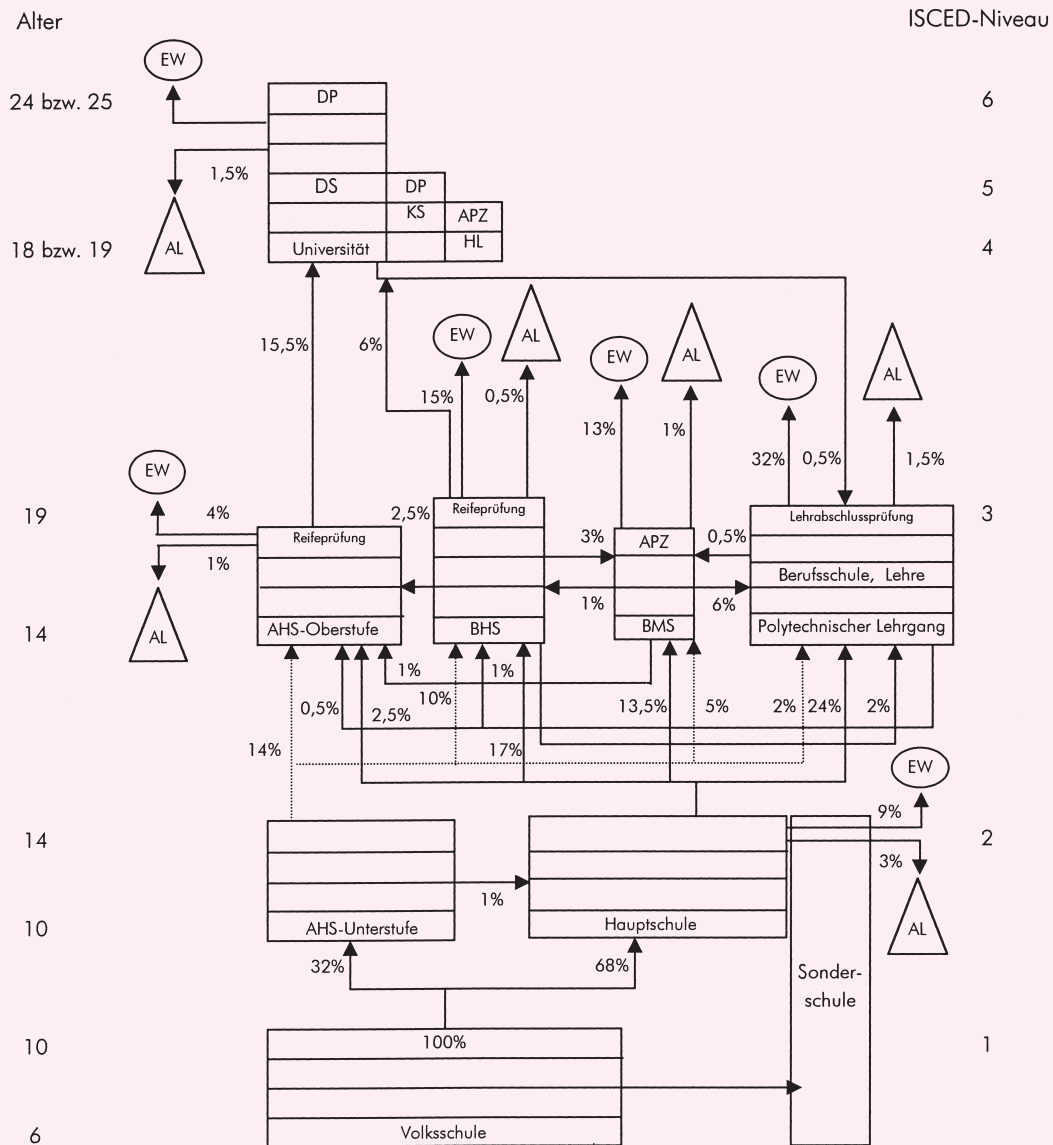 Alter
ISCED-Niveau
EW
24 bzw. 25
DP
6
1,5%
DS
DP
5
KS
APZ
AL
HL
18 bzw. 19
Universität
4
EW
AL
EW
AL
EW
AL
15,5%
6%
15%
0,5%
13%
1%
32%
0,5%
1,5%
EW
19
4%
Reifeprüfung
2,5%
Reifeprüfung
3%
APZ
0,5%
Lehrabschlussprüfung
3
1%
Berufsschule, Lehre
1%
6%
AL
14
AHS-Oberstufe
BHS
BMS
Polytechnischer Lehrgang
1%
1%
10%
0,5%
2,5%
13,5%
5%
2%
24%
2%
14%
17%
EW
9%
14
2
3%
1%
10
AHS-Unterstufe
Hauptschule
AL
32%
68%
Sonder-
schule
10
100%
1
6
Volksschule